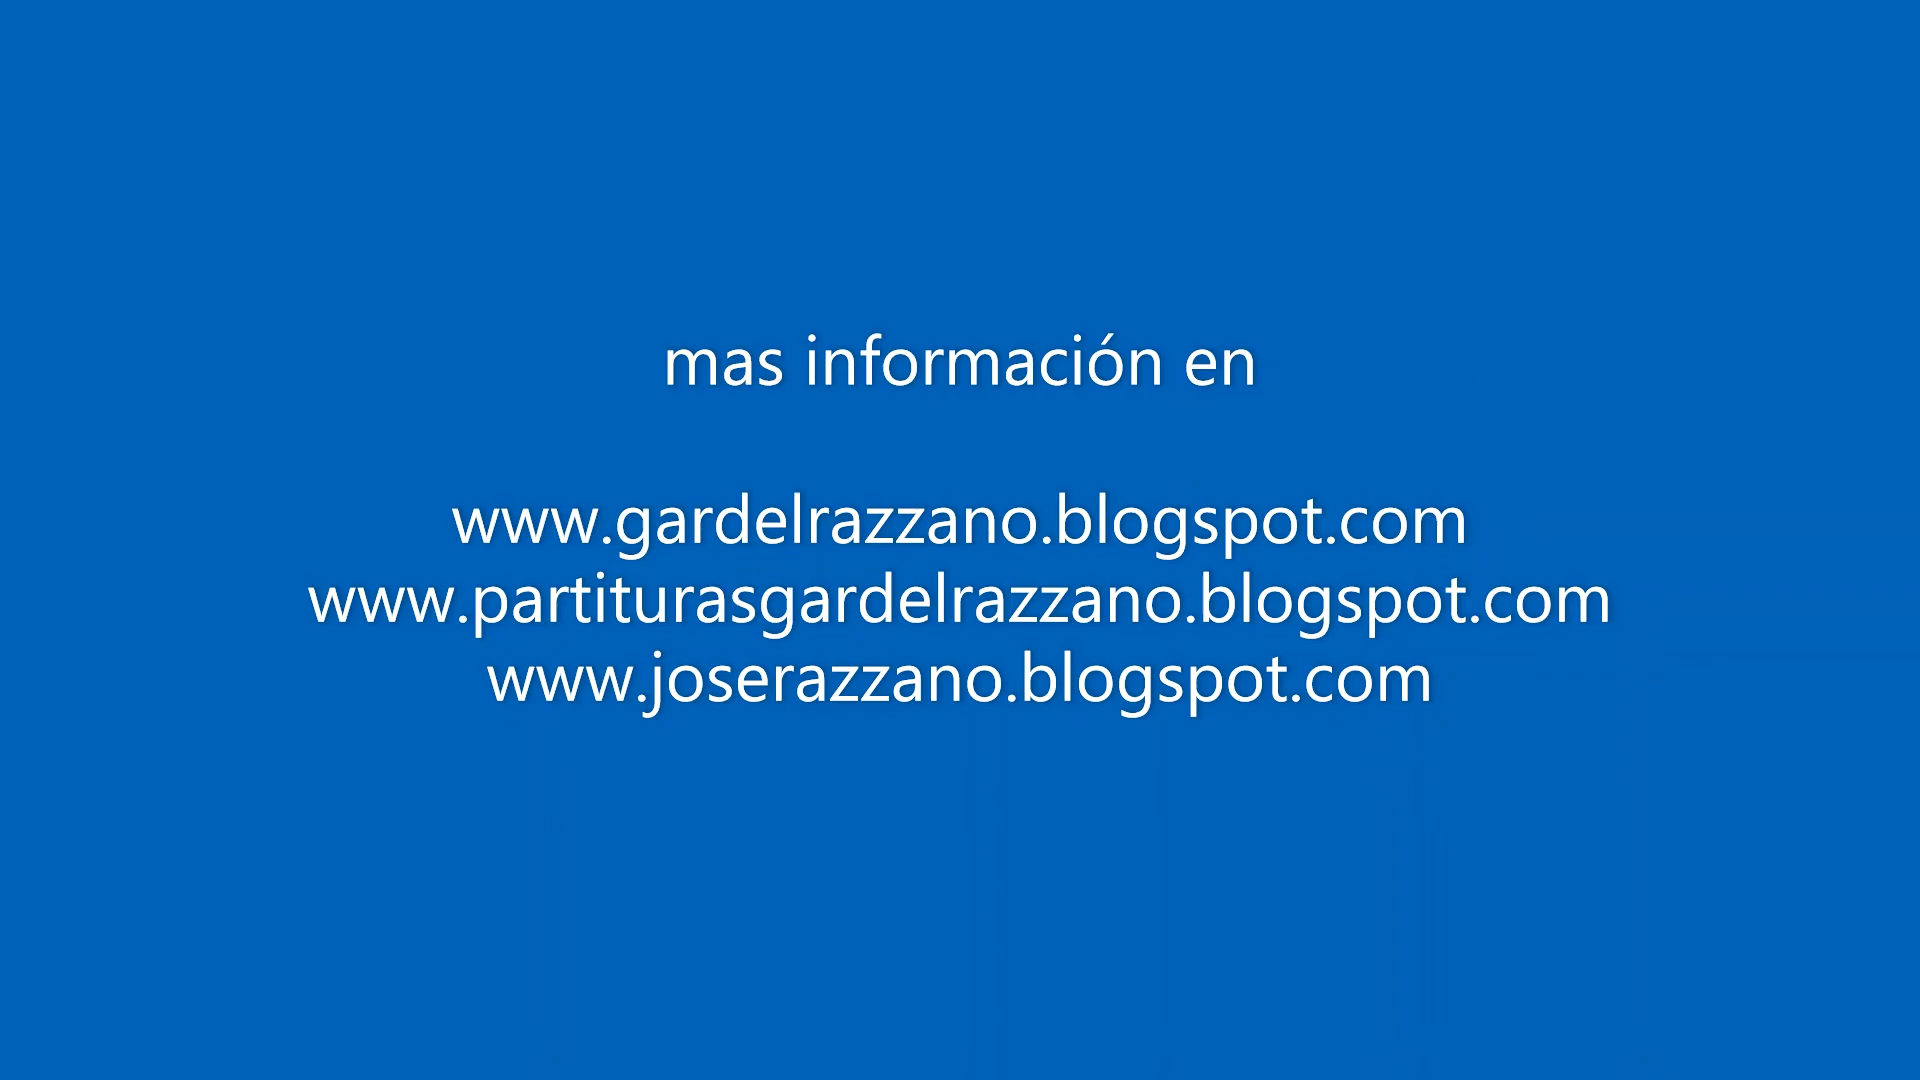 mas información en
www.gardelrazzano.blogspot.com
www.partiturasgardelrazzano.blogspot.com
www.joserazzano.blogspot.com